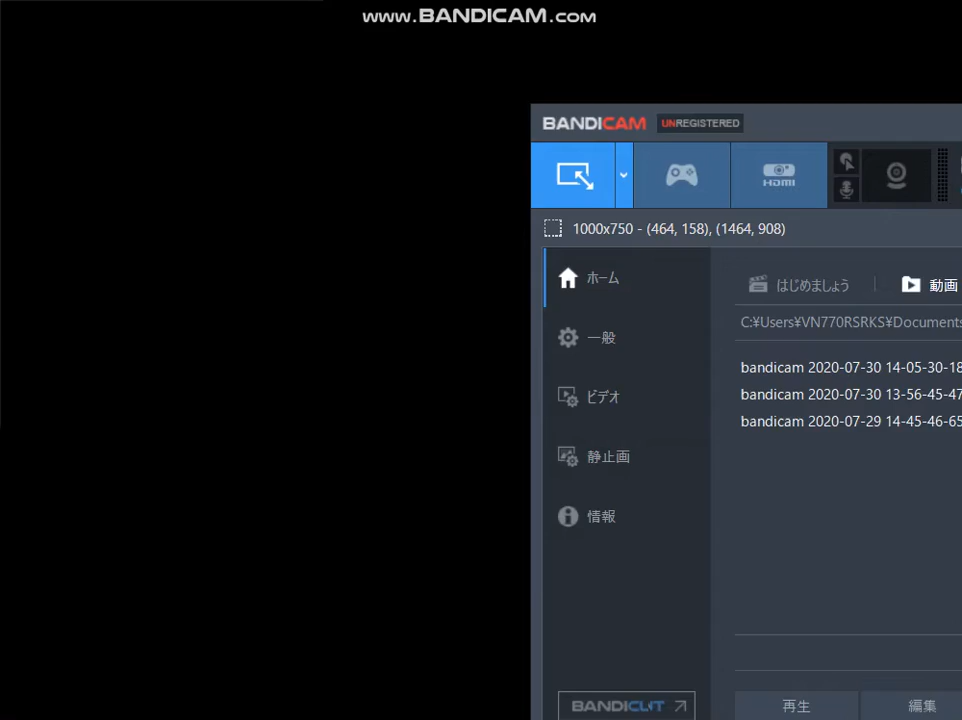 www.BANDICAM.com
BANDICAM UNREGISTERED
HDMI
1000x750 - (464, 158), (1464, 908)
ホーム
はじめましょう
動画
C:¥Users¥VN770RSRKS¥Documents
一般
bandicam 2020-07-30 14-05-30-18
bandicam 2020-07-30 13-56-45-47
ビデオ
bandicam 2020-07-29 14-45-46-65
静止画
情報
BANDICUT
再生
編集